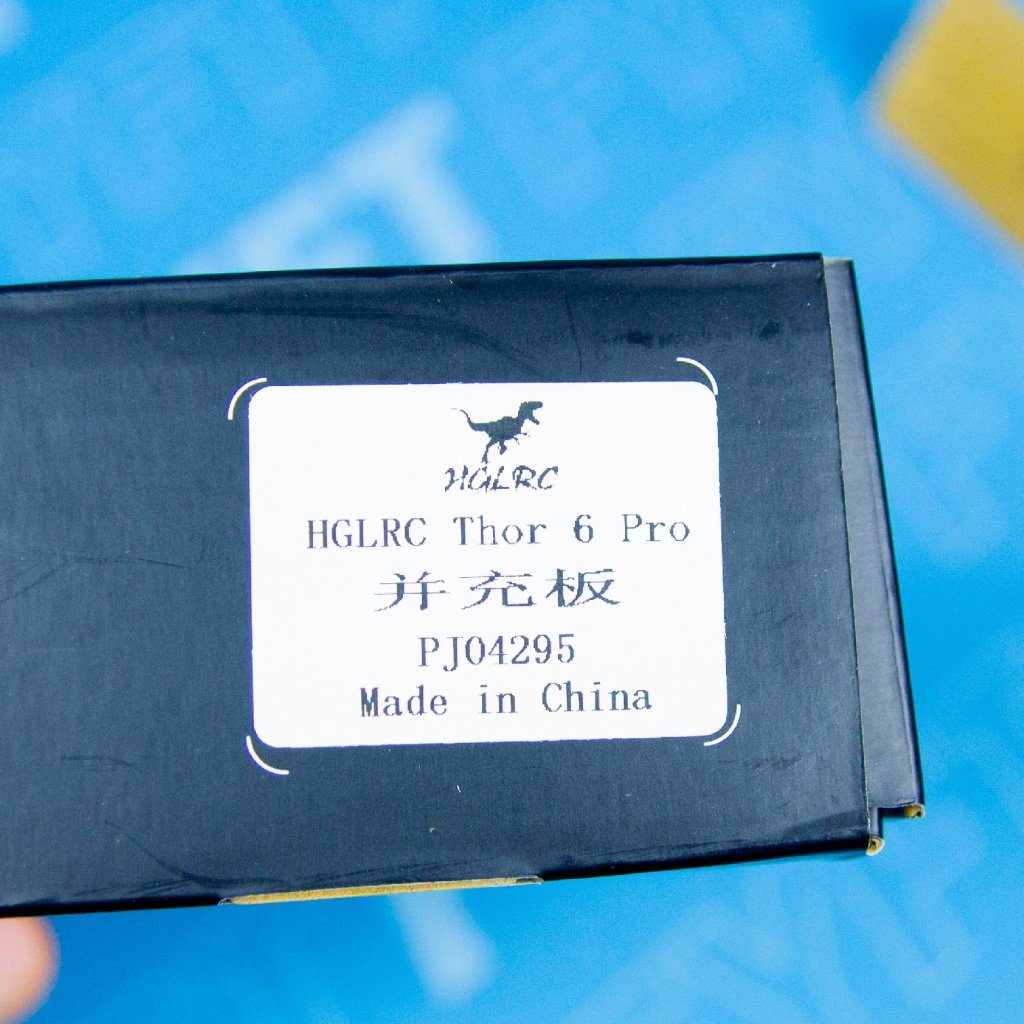 HGLRC
HGLRC Thor 6 Pro
并充板
PJ04295
Made in China